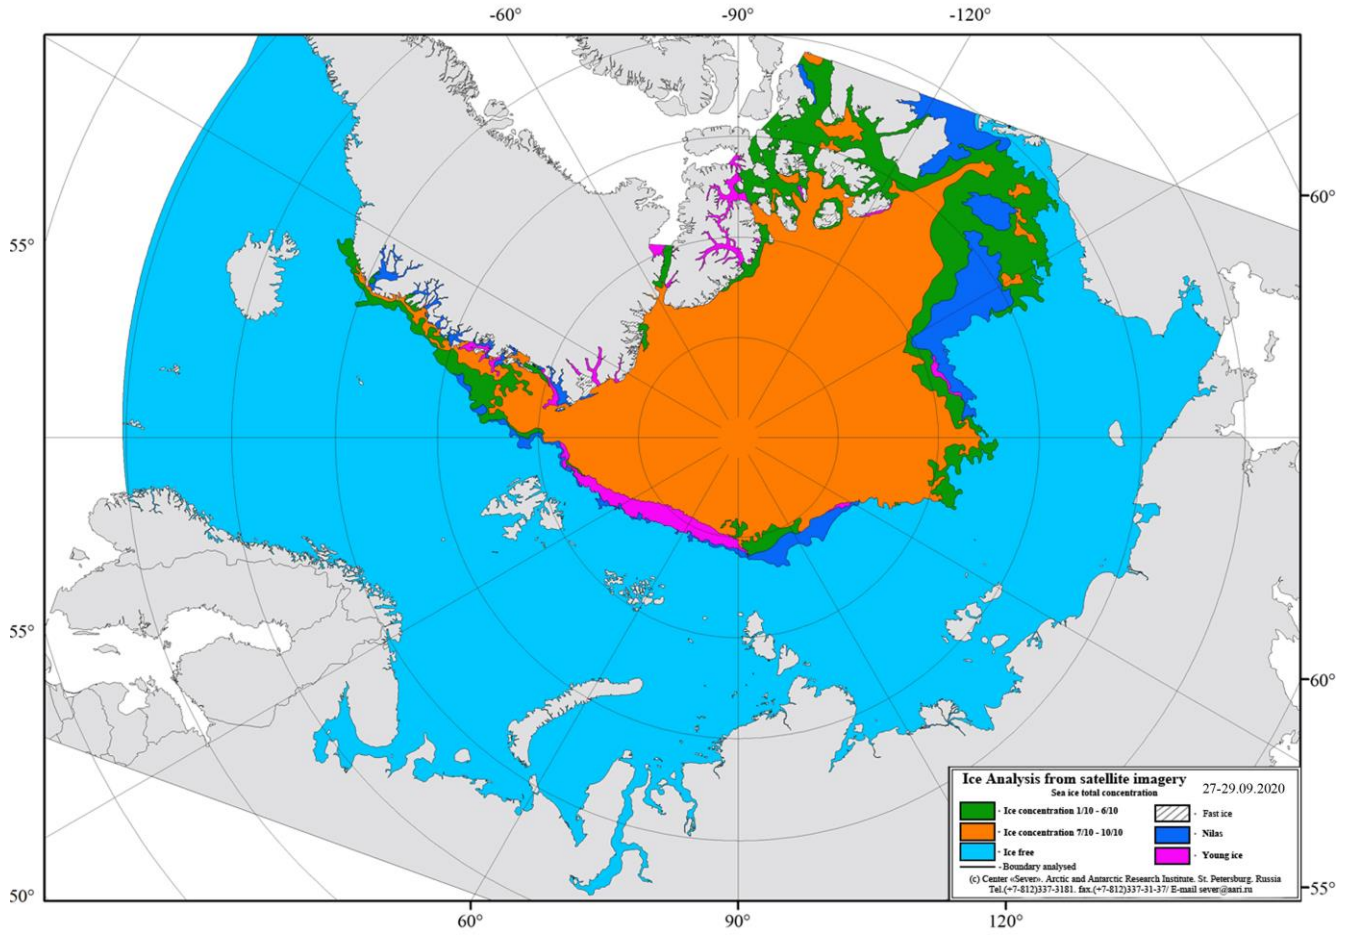 -60° -90° -120°
60°
55°
Ice Analysis from satellite imagery
Sea ice total concentration
27-29.09.2020
- Ice concentration 1/10 - 6/10
- Fast ice
- Ice concentration 7/10 - 10/10
- Nilas
- Ice free
- Young ice
- Boundary analysed
(c) Center «Sever». Arctic and Antarctic Research Institute. St. Petersburg. Russia
Tel.(+7-812)337-3181. fax.(+7-812)337-31-37/ E-mail sever@aari.ru
55°
60°
50°
55°
60° 90° 120°